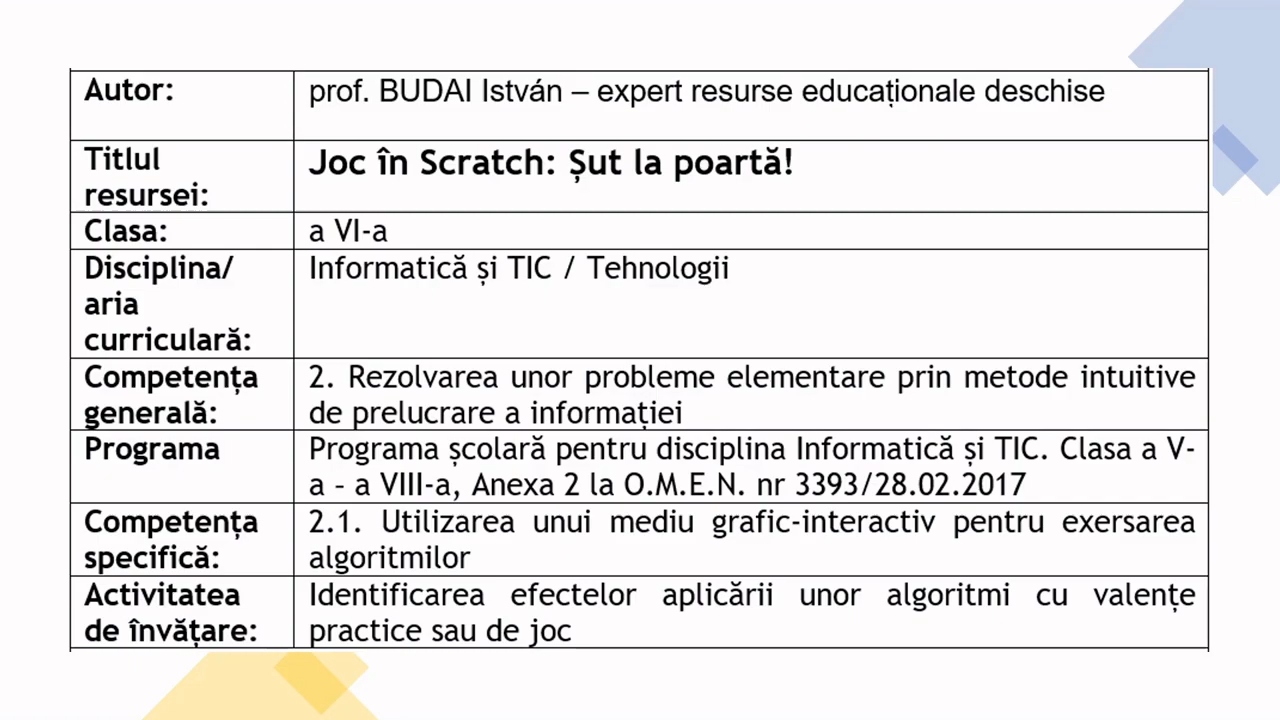 Autor:
prof. BUDAI István – expert resurse educaționale deschise
Titlul
resursei:
Joc în Scratch: Șut la poartă!
Clasa:
a VI-a
Disciplina/
aria
curriculară:
Informatică și TIC / Tehnologii
Competența
generală:
2. Rezolvarea unor probleme elementare prin metode intuitive
de prelucrare a informației
Programa
Programa școlară pentru disciplina Informatică și TIC. Clasa a V-
a – a VIII-a, Anexa 2 la O.M.E.N. nr 3393/28.02.2017
Competența
specifică:
2.1. Utilizarea unui mediu grafic-interactiv pentru exersarea
algoritmilor
Activitatea
de învățare:
Identificarea efectelor aplicării unor algoritmi cu valențe
practice sau de joc